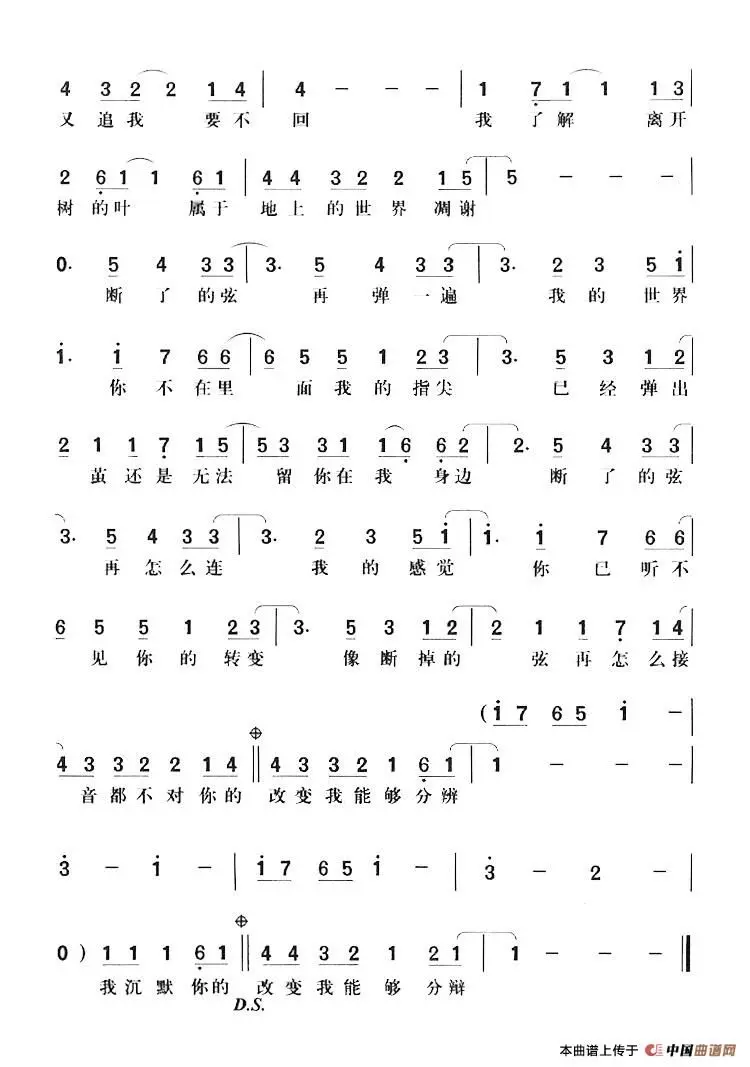 4 3 2 2 1 4 | 4 - - - | 1 7 1 1 1 3
又追我 要不 回 我 了解 离开
2 6 1 1 6 1 | 4 4 3 2 2 1 5 | 5 - - -
树的叶 属于 地上的世界 凋谢
0. 5 4 3 3 | 3. 5 4 3 3 | 3. 2 3 5 i
断了的弦 再弹一遍 我的世界
i. i 7 6 6 | 6 5 5 1 2 3 | 3. 5 3 1 2
你不在里 面我的指尖 已经弹出
2 1 1 7 1 5 | 5 3 3 1 1 6 6 2 | 2. 5 4 3 3
茧还是无法 留你在我 身边 断了的弦
3. 5 4 3 3 | 3. 2 3 5 i | i. i 7 6 6
再怎么连 我的感觉 你已听不
6 5 5 1 2 3 | 3. 5 3 1 2 | 2 1 1 7 1 4
见你的转变 像断掉的 弦再怎么接
(i 7 6 5 i -
4 3 3 2 2 1 4 || 4 3 3 2 1 6 1 | 1 - - -
音都不对你的 改变我能够分辨
3 - i - | i 7 6 5 i - | 3 - 2 -
0 ) 1 1 1 6 1 || 4 4 3 2 1 2 1 | 1 - - -
我沉默你的 改变我能够 分辩
D.S.
本曲谱上传于 中国曲谱网